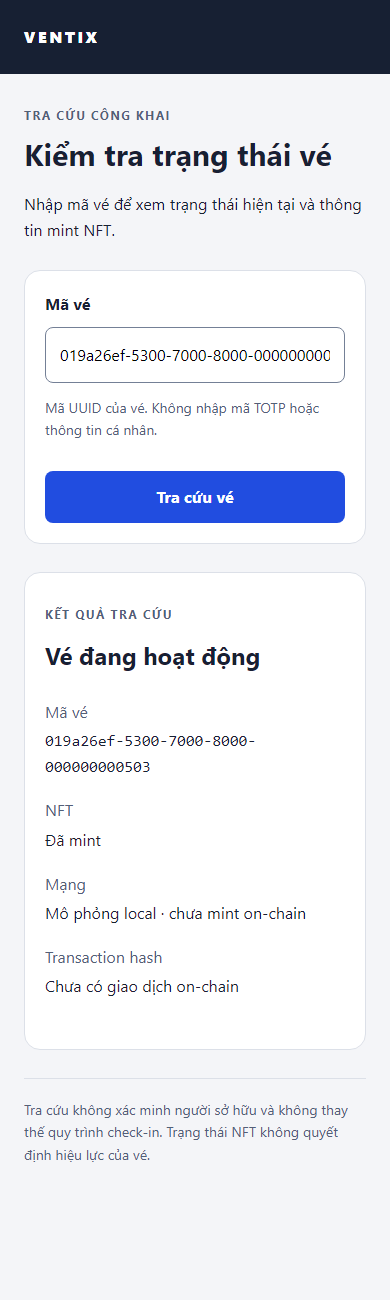 VENTIX
TRA CỨU CÔNG KHAI
Kiểm tra trạng thái vé
Nhập mã vé để xem trạng thái hiện tại và thông
tin mint NFT.
Mã vé
019a26ef-5300-7000-8000-000000000
Mã UUID của vé. Không nhập mã TOTP hoặc
thông tin cá nhân.
Tra cứu vé
KẾT QUẢ TRA CỨU
Vé đang hoạt động
Mã vé
019a26ef-5300-7000-8000-
000000000503
NFT
Đã mint
Mạng
Mô phỏng local · chưa mint on-chain
Transaction hash
Chưa có giao dịch on-chain
Tra cứu không xác minh người sở hữu và không thay
thế quy trình check-in. Trạng thái NFT không quyết
định hiệu lực của vé.